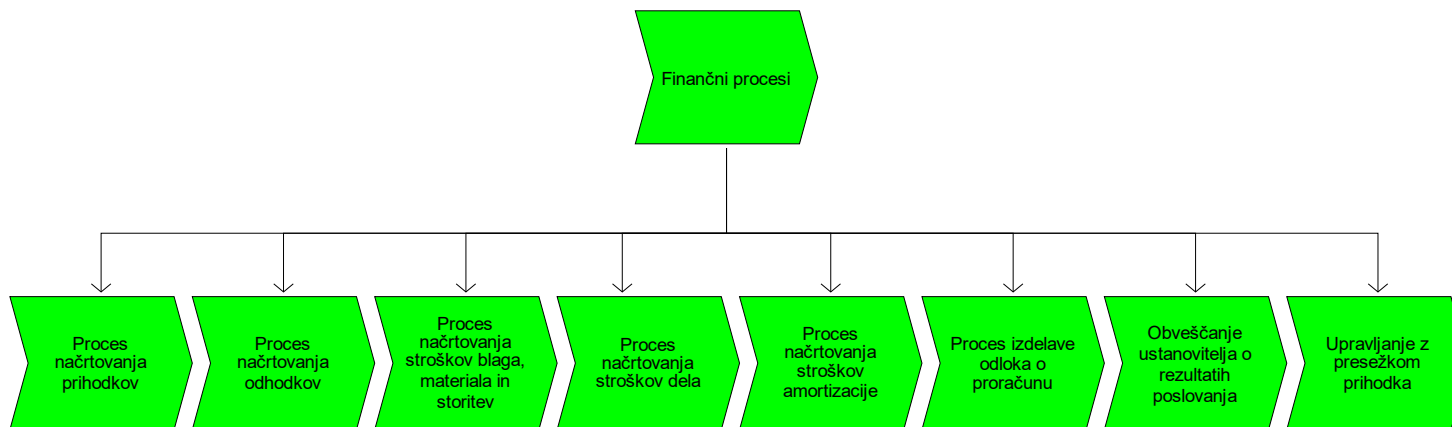 Finančni procesi
Proces
načrtovanja
prihodkov
Proces
načrtovanja
odhodkov
Proces
načrtovanja
stroškov blaga,
materiala in
storitev
Proces
načrtovanja
stroškov dela
Proces
načrtovanja
stroškov
amortizacije
Proces izdelave
odloka o
proračunu
Obveščanje
ustanovitelja o
rezultatih
poslovanja
Upravljanje z
presežkom
prihodka